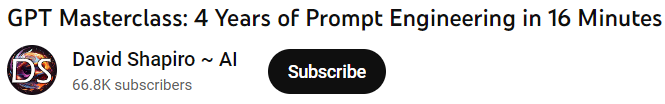 GPT Masterclass: 4 Years of Prompt Engineering in 16 Minutes
DS
David Shapiro ~ AI
66.8K subscribers
Subscribe